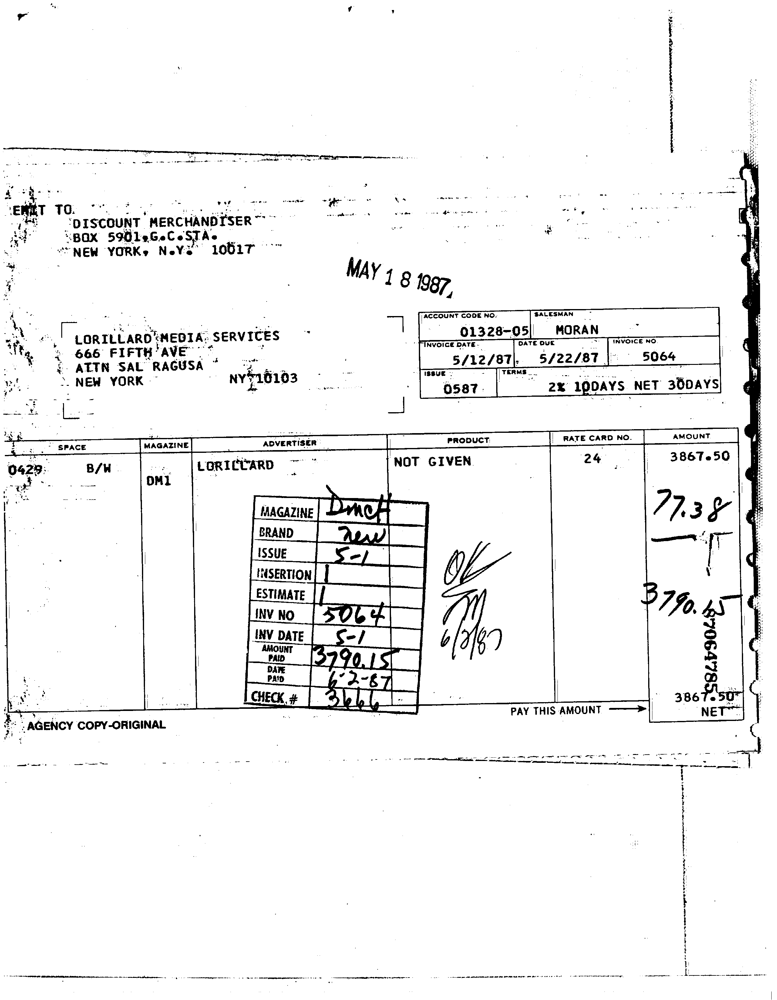 EMIT TO
DISCOUNT MERCHANDISER
BOX 5901,G.C.STA.
NEW YORK, N.Y. 10017
MAY 18 1987
ACCOUNT CODE NO. SALESMAN
01328-05 MORAN
INVOICE DATE DATE DUE INVOICE NO
5/12/87 5/22/87 5064
ISSUE TERMS
0587 2% 10DAYS NET 30DAYS
LORILLARD MEDIA SERVICES
666 FIFTH AVE
ATTN SAL RAGUSA
NEW YORK NY 10103
SPACE MAGAZINE ADVERTISER PRODUCT RATE CARD NO. AMOUNT
0429 B/W DM1 LORILLARD NOT GIVEN 24 3867.50
77.38
3790.15
MAGAZINE DMCH
BRAND New
ISSUE 5-1
INSERTION 1
ESTIMATE 1
INV NO 5064
INV DATE 5-1
AMOUNT PAID 3790.15
DATE PAID 6-2-87
CHECK # 3666
OK
6/2/87
87064785
3867.50
PAY THIS AMOUNT NET
AGENCY COPY-ORIGINAL